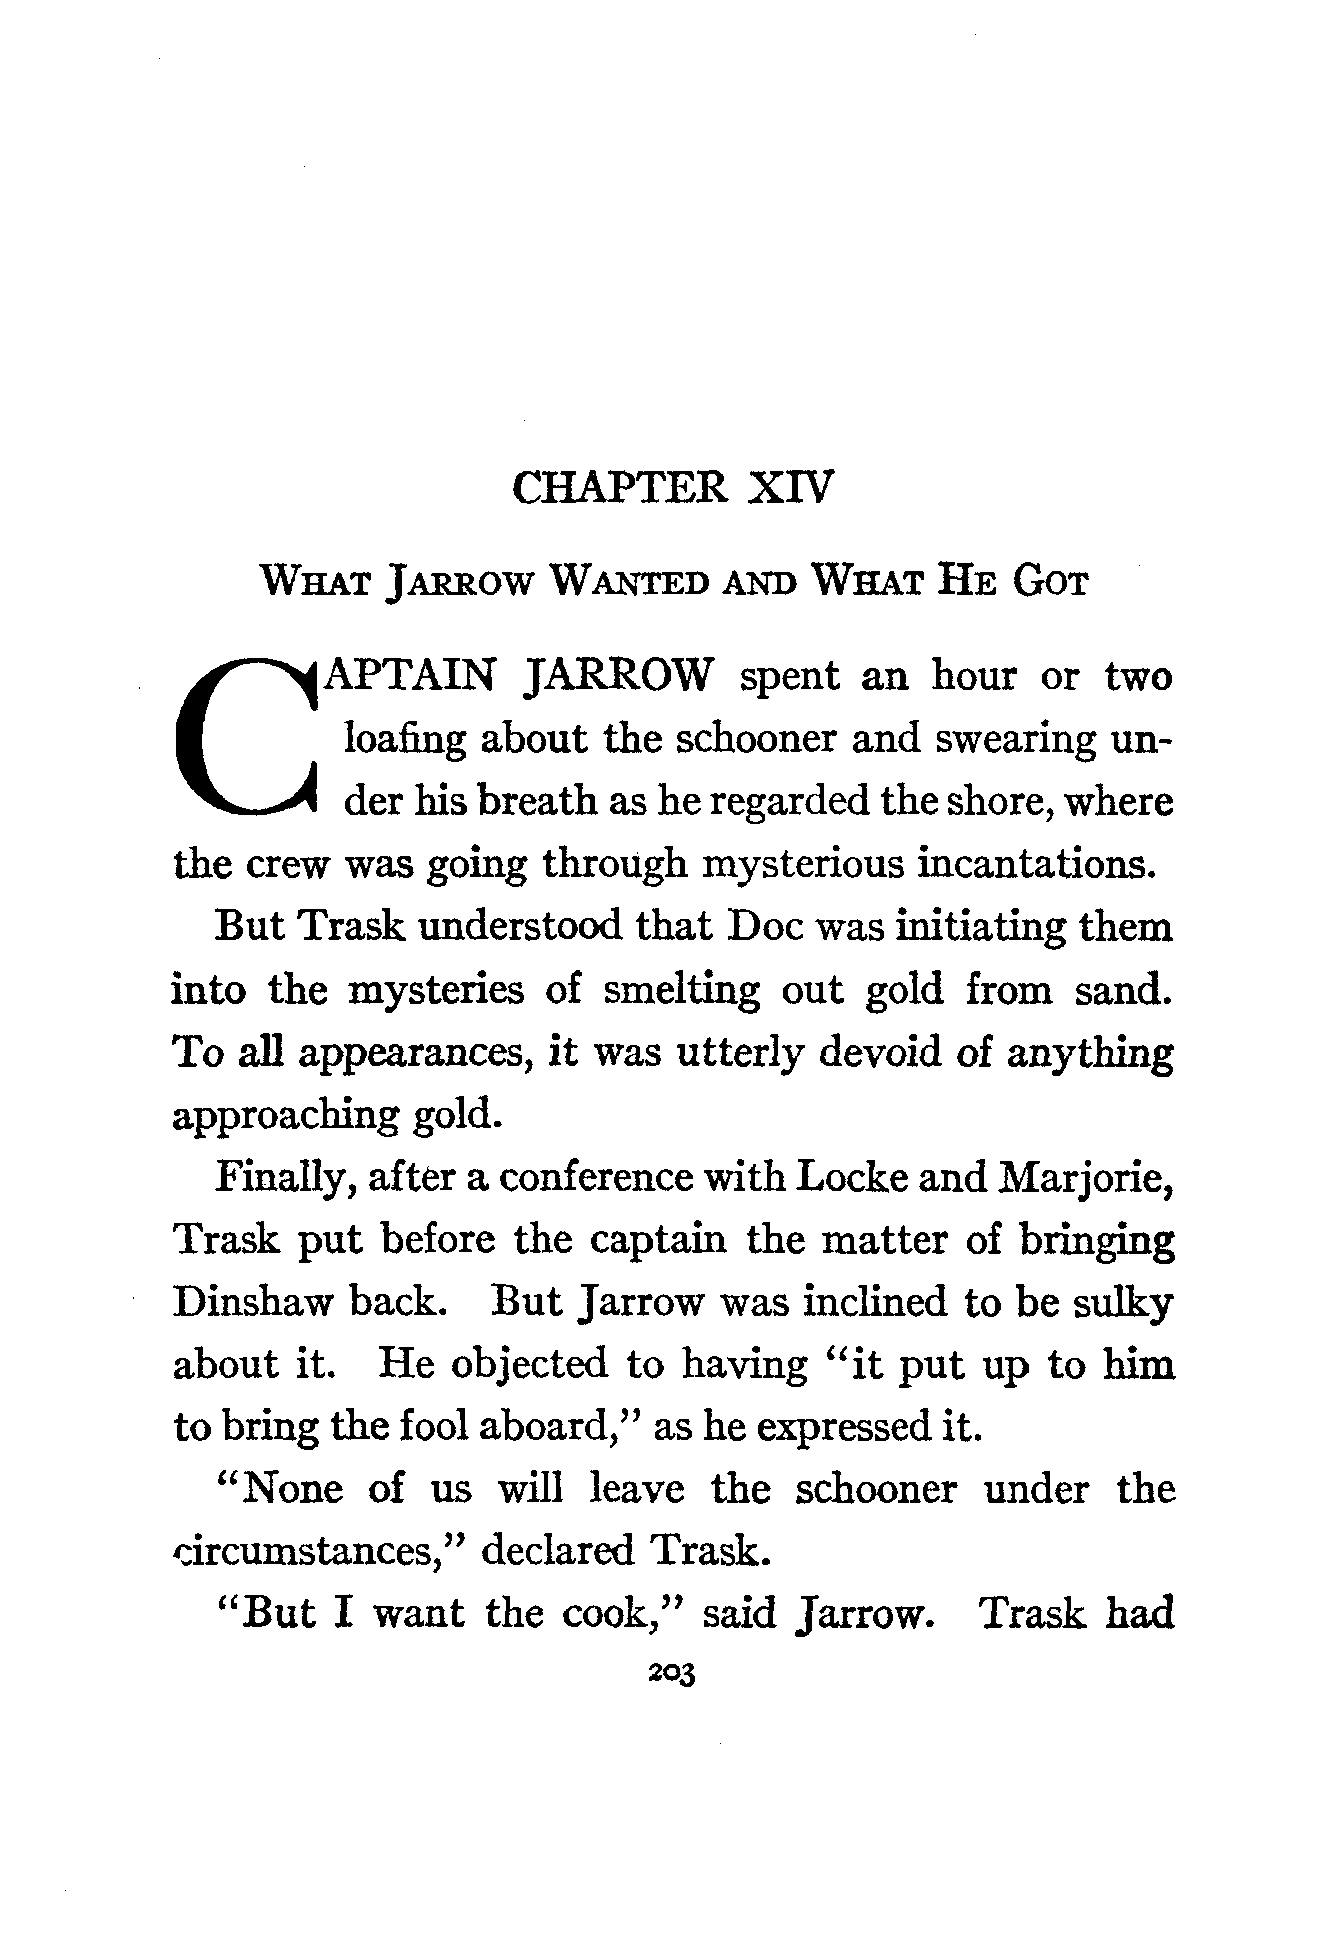 CHAPTER XIV
What Jarrow Wanted and What He Got
CAPTAIN JARROW spent an hour or two
loafing about the schooner and swearing un-
der his breath as he regarded the shore, where
the crew was going through mysterious incantations.
But Trask understood that Doc was initiating them
into the mysteries of smelting out gold from sand.
To all appearances, it was utterly devoid of anything
approaching gold.
Finally, after a conference with Locke and Marjorie,
Trask put before the captain the matter of bringing
Dinshaw back. But Jarrow was inclined to be sulky
about it. He objected to having “it put up to him
to bring the fool aboard,” as he expressed it.
“None of us will leave the schooner under the
circumstances,” declared Trask.
“But I want the cook,” said Jarrow. Trask had
203